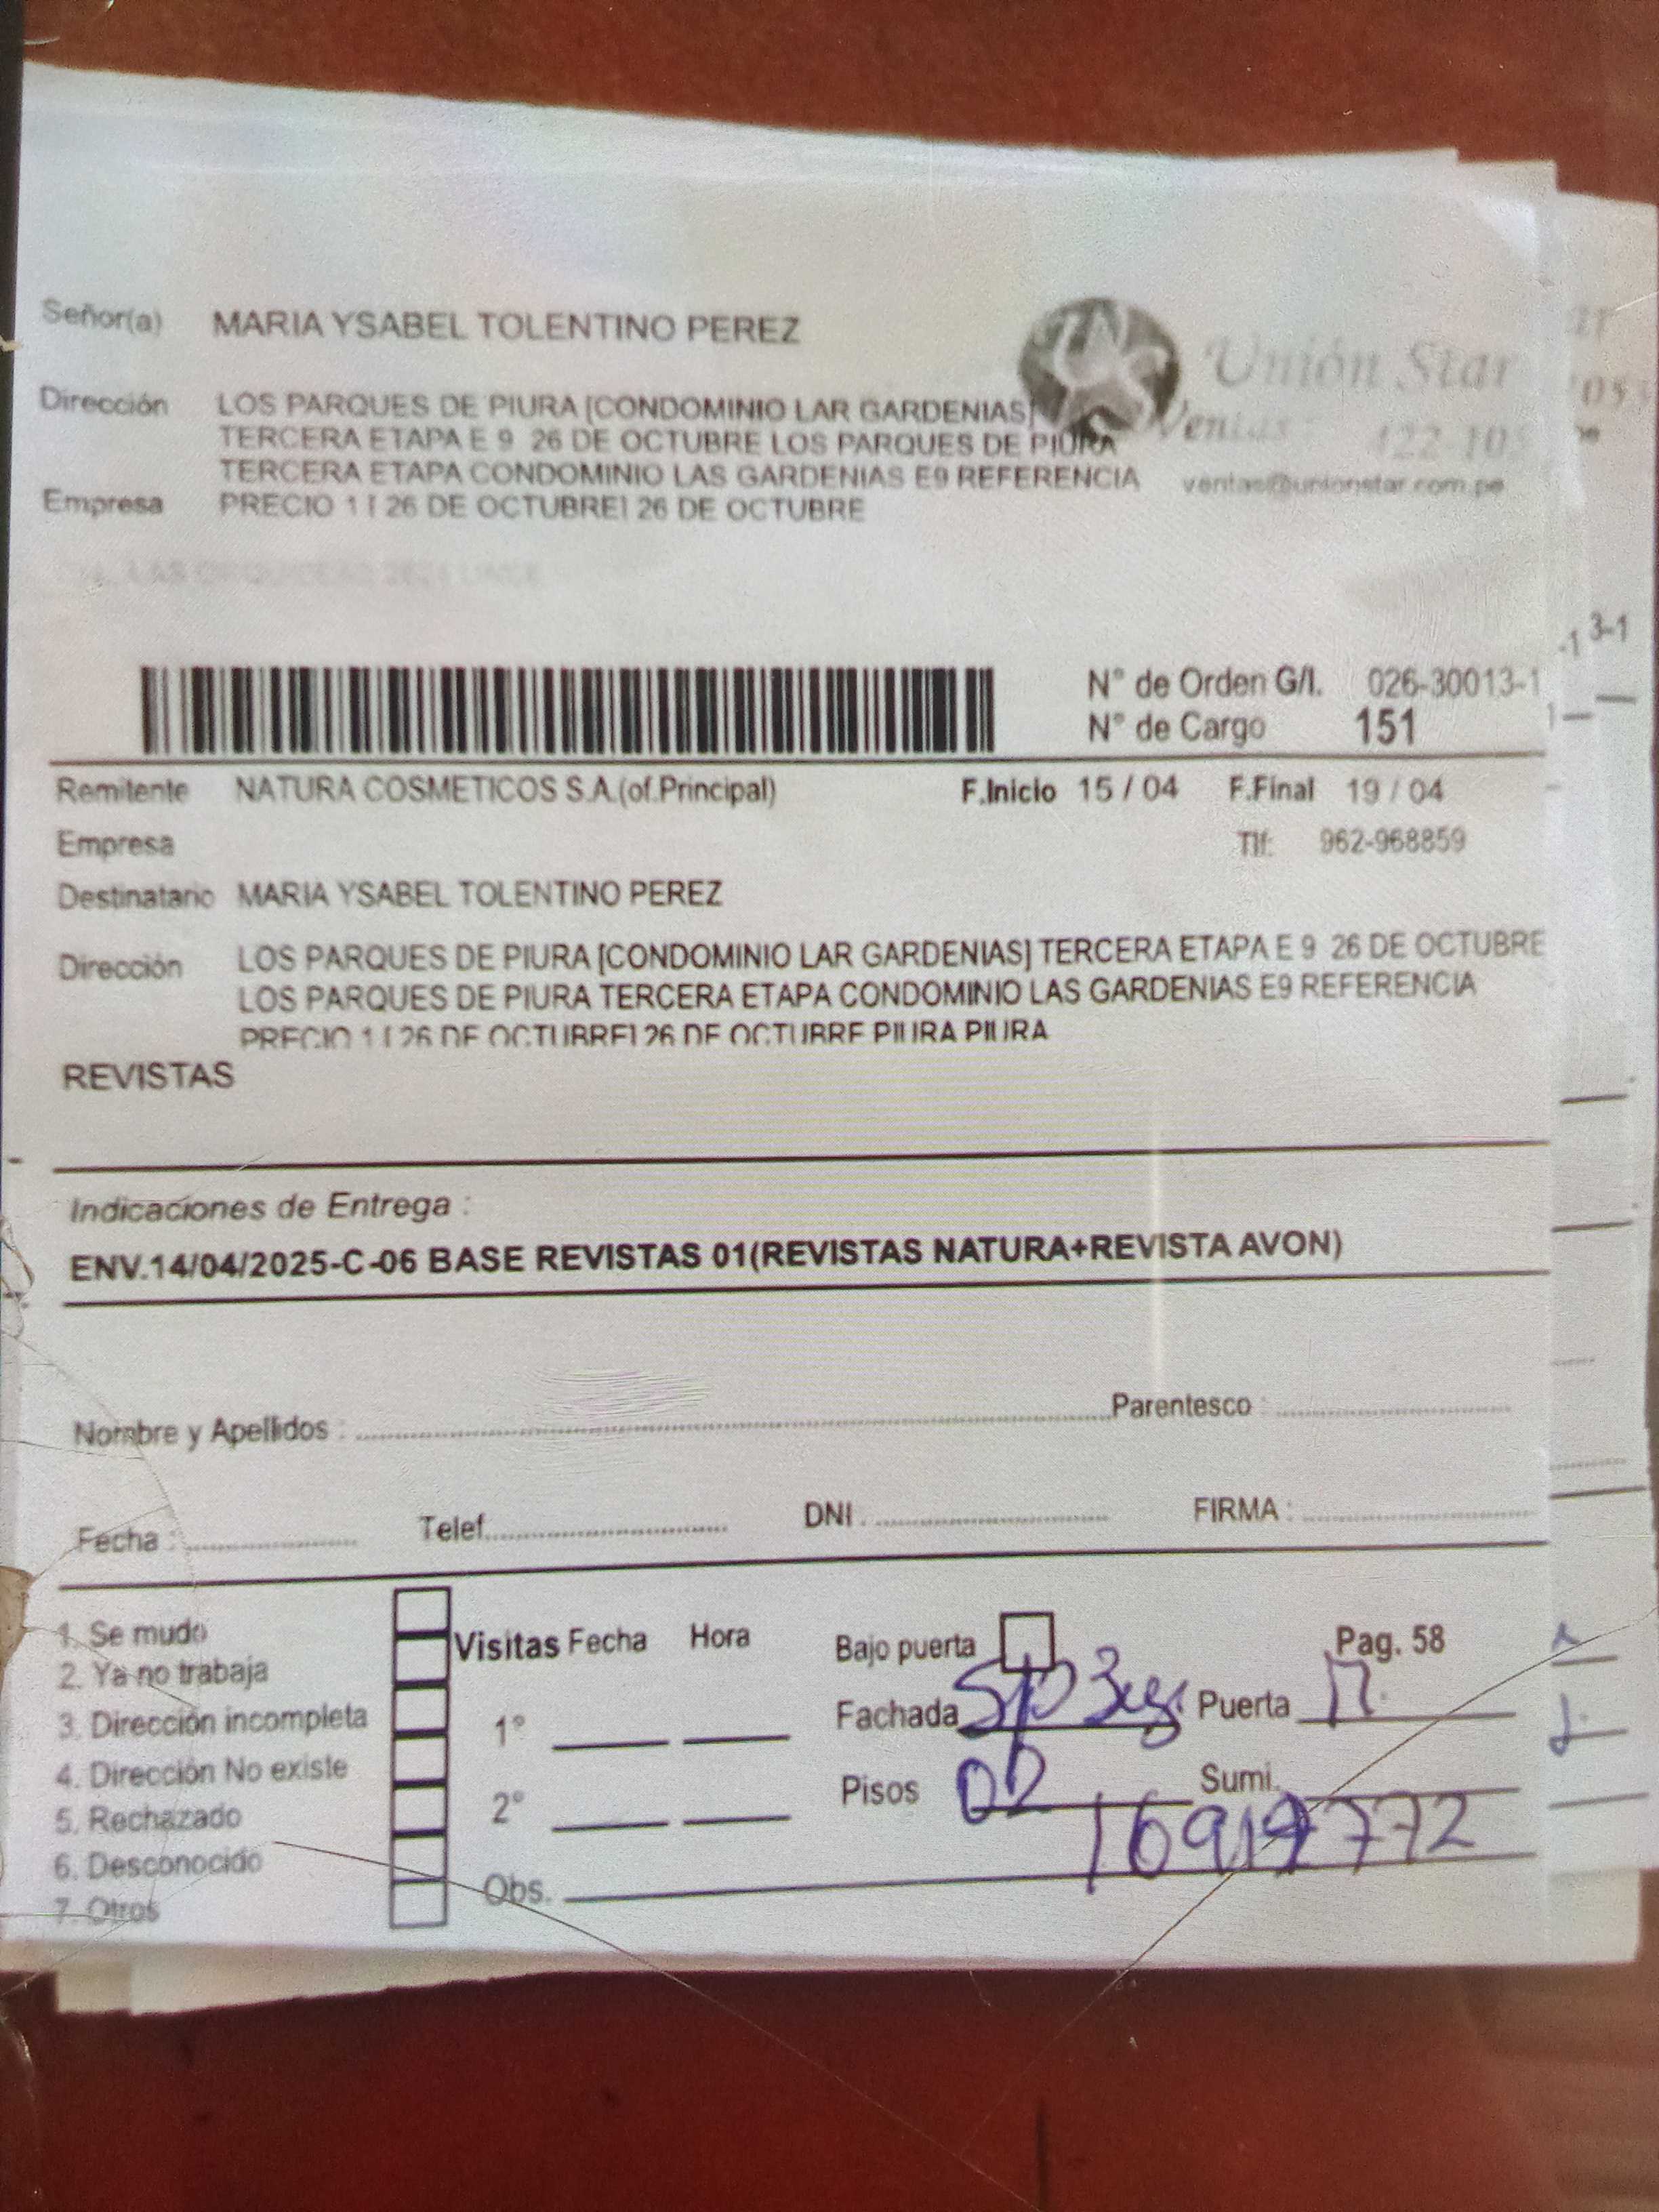 Señor(a) MARIA YSABEL TOLENTINO PEREZ
Unión Star
Dirección LOS PARQUES DE PIURA [CONDOMINIO LAR GARDENIAS]
Ventas: 422-105
TERCERA ETAPA E 9 26 DE OCTUBRE LOS PARQUES DE PIURA
TERCERA ETAPA CONDOMINIO LAS GARDENIAS E9 REFERENCIA
ventas@unionstar.com.pe
Empresa PRECIO 1 I 26 DE OCTUBREI 26 DE OCTUBRE
N° de Orden G/I. 026-30013-1
N° de Cargo 151
Remitente NATURA COSMETICOS S.A.(of.Principal) F.Inicio 15 / 04 F.Final 19 / 04
Empresa Tlf: 962-968859
Destinatario MARIA YSABEL TOLENTINO PEREZ
Dirección LOS PARQUES DE PIURA [CONDOMINIO LAR GARDENIAS] TERCERA ETAPA E 9 26 DE OCTUBRE
LOS PARQUES DE PIURA TERCERA ETAPA CONDOMINIO LAS GARDENIAS E9 REFERENCIA
PRECIO 1 I 26 DE OCTUBREI 26 DE OCTUBRE PIURA PIURA
REVISTAS
Indicaciones de Entrega :
ENV.14/04/2025-C-06 BASE REVISTAS 01(REVISTAS NATURA+REVISTA AVON)
Nombre y Apellidos : Parentesco :
Fecha : Telef. DNI : FIRMA :
1. Se mudo
2. Ya no trabaja
3. Dirección incompleta
4. Dirección No existe
5. Rechazado
6. Desconocido
7. Otros
Visitas Fecha Hora
1°
2°
Obs.
Bajo puerta Pag. 58
Fachada Puerta
Pisos 02 Sumi.
3-1